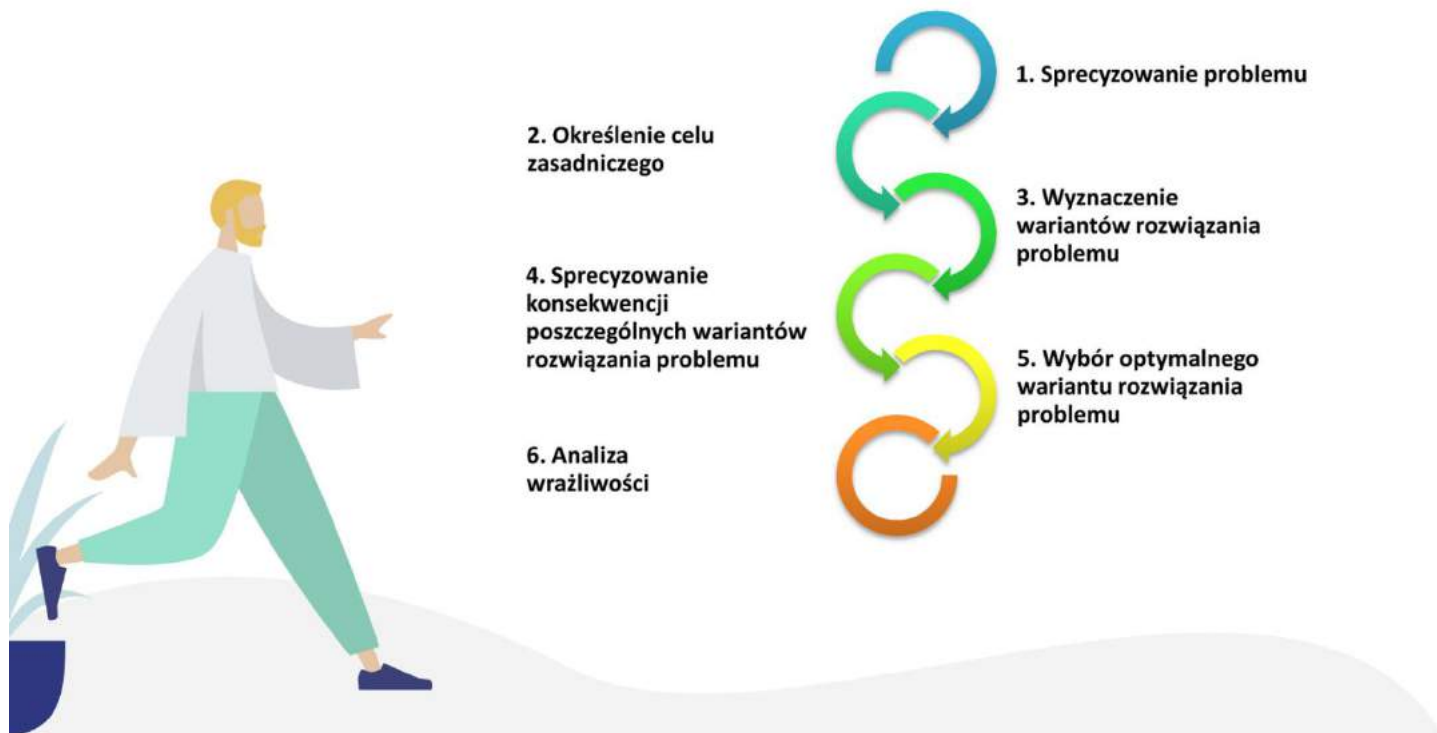 1. Sprecyzowanie problemu
2. Określenie celu
zasadniczego
3. Wyznaczenie
wariantów rozwiązania
problemu
4. Sprecyzowanie
konsekwencji
poszczególnych wariantów
rozwiązania problemu
5. Wybór optymalnego
wariantu rozwiązania
problemu
6. Analiza
wrażliwości